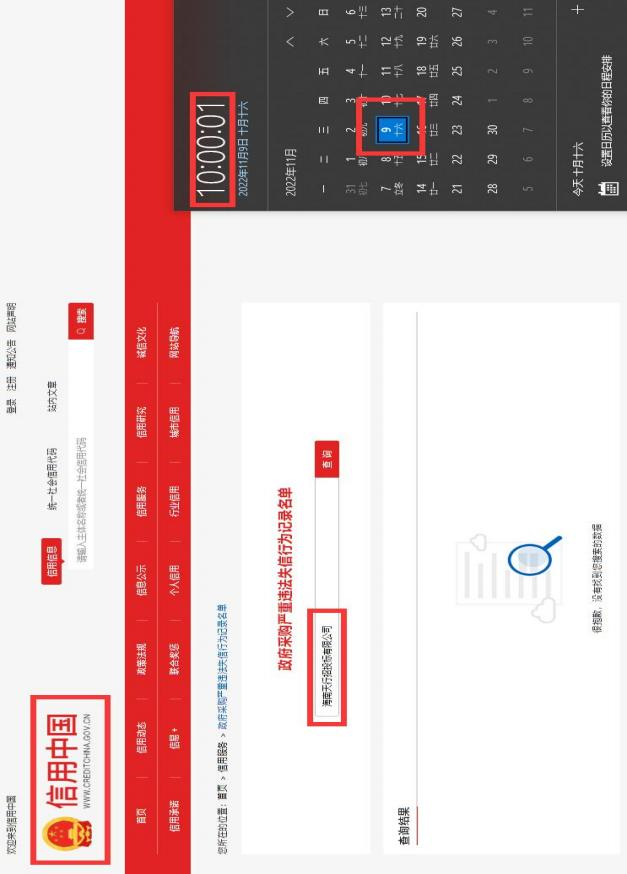 欢迎来到信用中国
登录 注册 通知公告 网站声明
信用中国
WWW.CREDITCHINA.GOV.CN
信用信息 统一社会信用代码 站内文章
请输入主体名称或者统一社会信用代码
搜索
首页 信用动态 政策法规 信息公示 信用服务 信用研究 诚信文化
信用承诺 信易+ 联合奖惩 个人信用 行业信用 城市信用 网站导航
您所在的位置：首页 > 信用服务 > 政府采购严重违法失信行为记录名单
政府采购严重违法失信行为记录名单
海南天行招投标有限公司 查询
查询结果
很抱歉，没有找到您搜索的数据
10:00:01
2022年11月9日 十月十六
2022年11月
一 二 三 四 五 六 日
31 1 2 3 4 5 6
初七 初八 初九 初十 十一 十二 十三
7 8 9 10 11 12 13
立冬 十五 十六 十七 十八 十九 二十
14 15 16 17 18 19 20
廿一 廿二 廿三 廿四 廿五 廿六
21 22 23 24 25 26 27
28 29 30 1 2 3 4
5 6 7 8 9 10 11
今天 十月十六
设置日历以查看你的日程安排